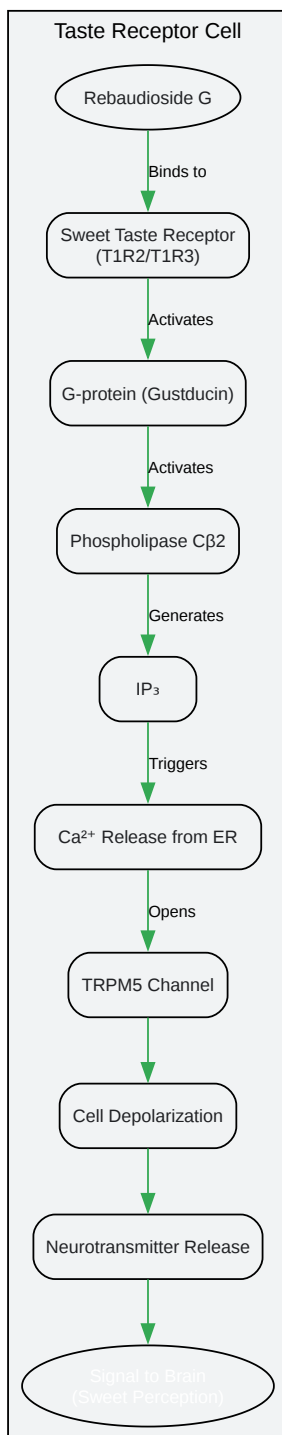 Taste Receptor Cell
Rebaudioside G
Binds to
Sweet Taste Receptor
(T1R2/T1R3)
Activates
G-protein (Gustducin)
Activates
Phospholipase Cβ2
Generates
IP₃
Triggers
Ca²⁺ Release from ER
Opens
TRPM5 Channel
Cell Depolarization
Neurotransmitter Release
Signal to Brain
(Sweet Perception)